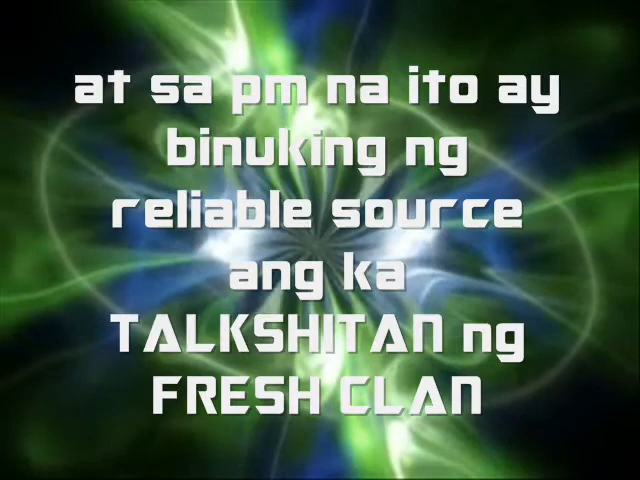 at sa pm na ito ay
binuking ng
reliable source
ang ka
TALKSHITAN ng
FRESH CLAN